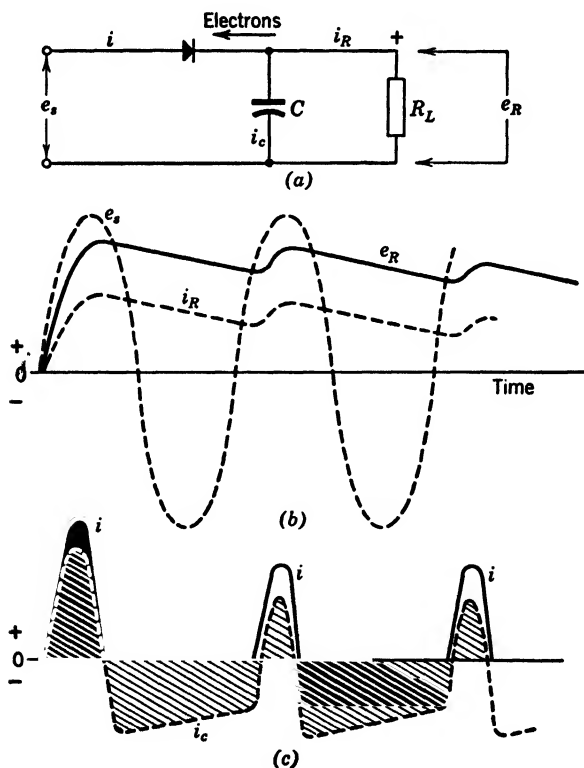 Electrons
i
i_R
+
e_s
C
R_L
e_R
i_c
(a)
e_s
e_R
i_R
+
0
−
Time
(b)
i
i
i
+
0
−
i_c
(c)